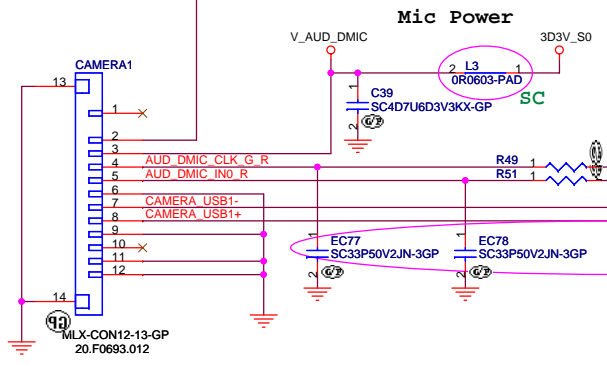 Mic Power
V_AUD_DMIC
3D3V_S0
CAMERA1
2 L3 1
0R0603-PAD
SC
13
1
C39
SC4D7U6D3V3KX-GP
G/P
2
1
2
3
4
5
6
7
8
9
10
11
12
AUD_DMIC_CLK_G_R
AUD_DMIC_IN0_R
CAMERA_USB1-
CAMERA_USB1+
R49 1
R51 1
1
EC77
SC33P50V2JN-3GP
2
G/P
1
EC78
SC33P50V2JN-3GP
2
G/P
14
MLX-CON12-13-GP
20.F0693.012